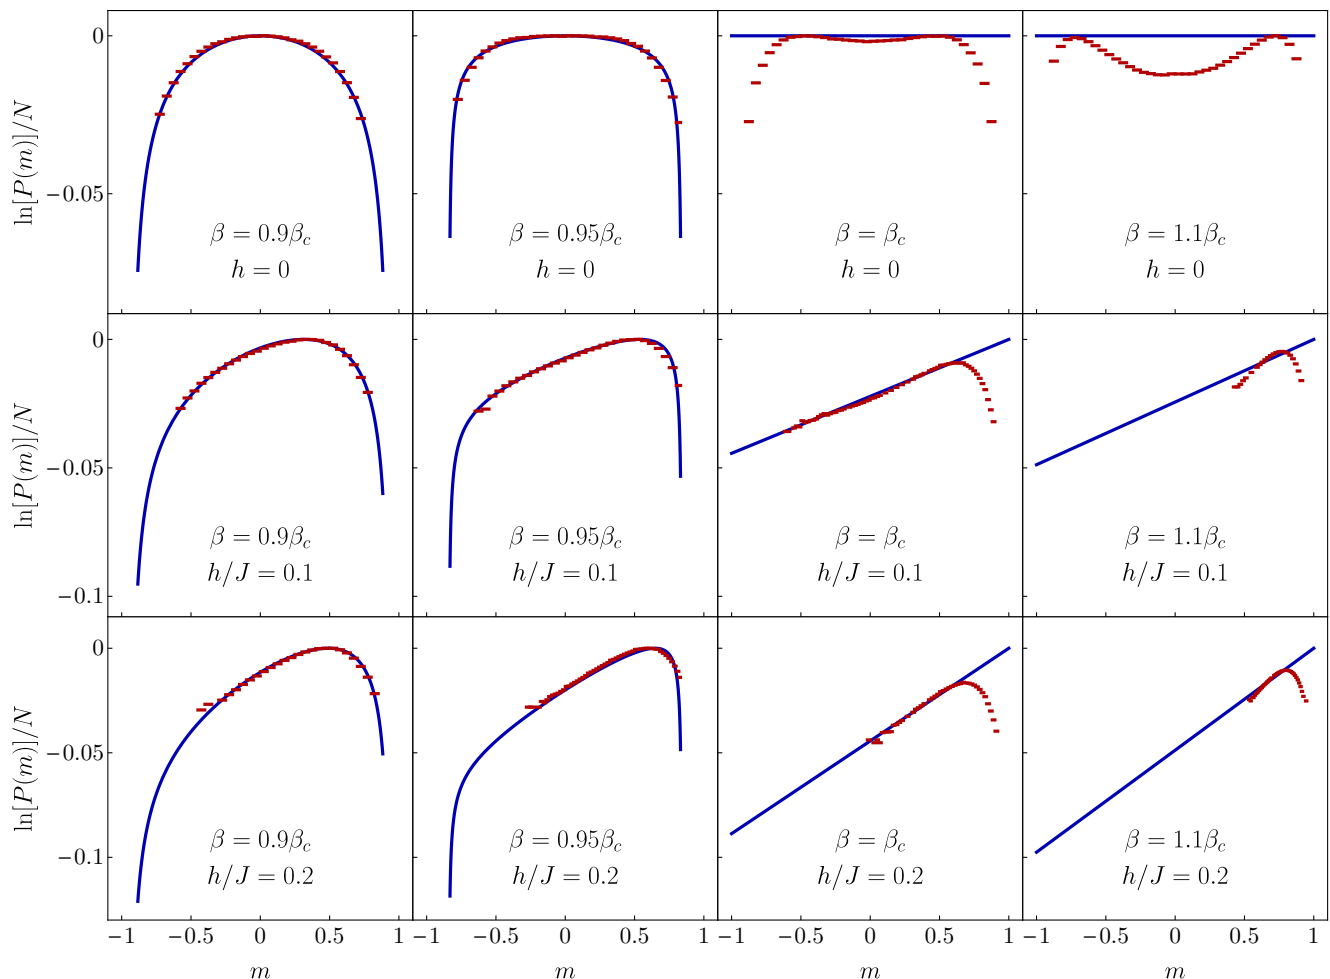 ln[P(m)]/N
0
−0.05
β = 0.9β_c
h = 0
β = 0.95β_c
h = 0
β = β_c
h = 0
β = 1.1β_c
h = 0
ln[P(m)]/N
0
−0.05
−0.1
β = 0.9β_c
h/J = 0.1
β = 0.95β_c
h/J = 0.1
β = β_c
h/J = 0.1
β = 1.1β_c
h/J = 0.1
ln[P(m)]/N
0
−0.05
−0.1
β = 0.9β_c
h/J = 0.2
β = 0.95β_c
h/J = 0.2
β = β_c
h/J = 0.2
β = 1.1β_c
h/J = 0.2
−1 −0.5 0 0.5 1
−1 −0.5 0 0.5 1
−1 −0.5 0 0.5 1
−1 −0.5 0 0.5 1
m
m
m
m